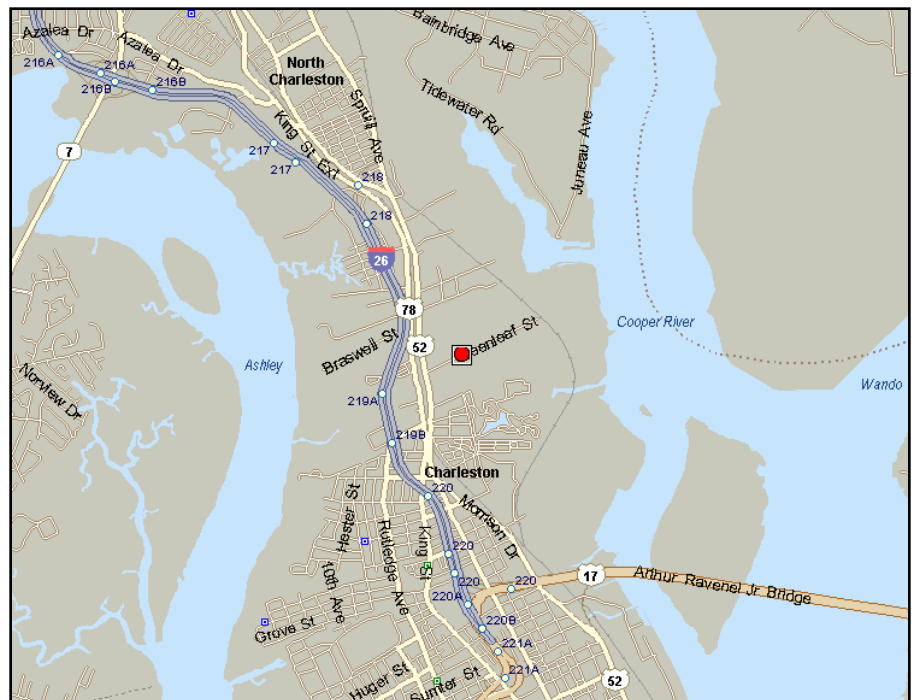 Azalea Dr
Azalea Dr
Bainbridge Ave
North
Charleston
216A
216A
216B
216B
Tidewater Rd
Spruill Ave
King St Ext
Juneau Ave
7
217
217
218
218
26
78
Cooper River
52
Braswell St
Ashley
Wando
Norview Dr
219A
219B
Charleston
220
Hester St
Morrison Dr
Rutledge Ave
King St
10th Ave
220
220
220
17
Arthur Ravenel Jr Bridge
220A
Grove St
220B
221A
221A
Huger St
Sumter St
52